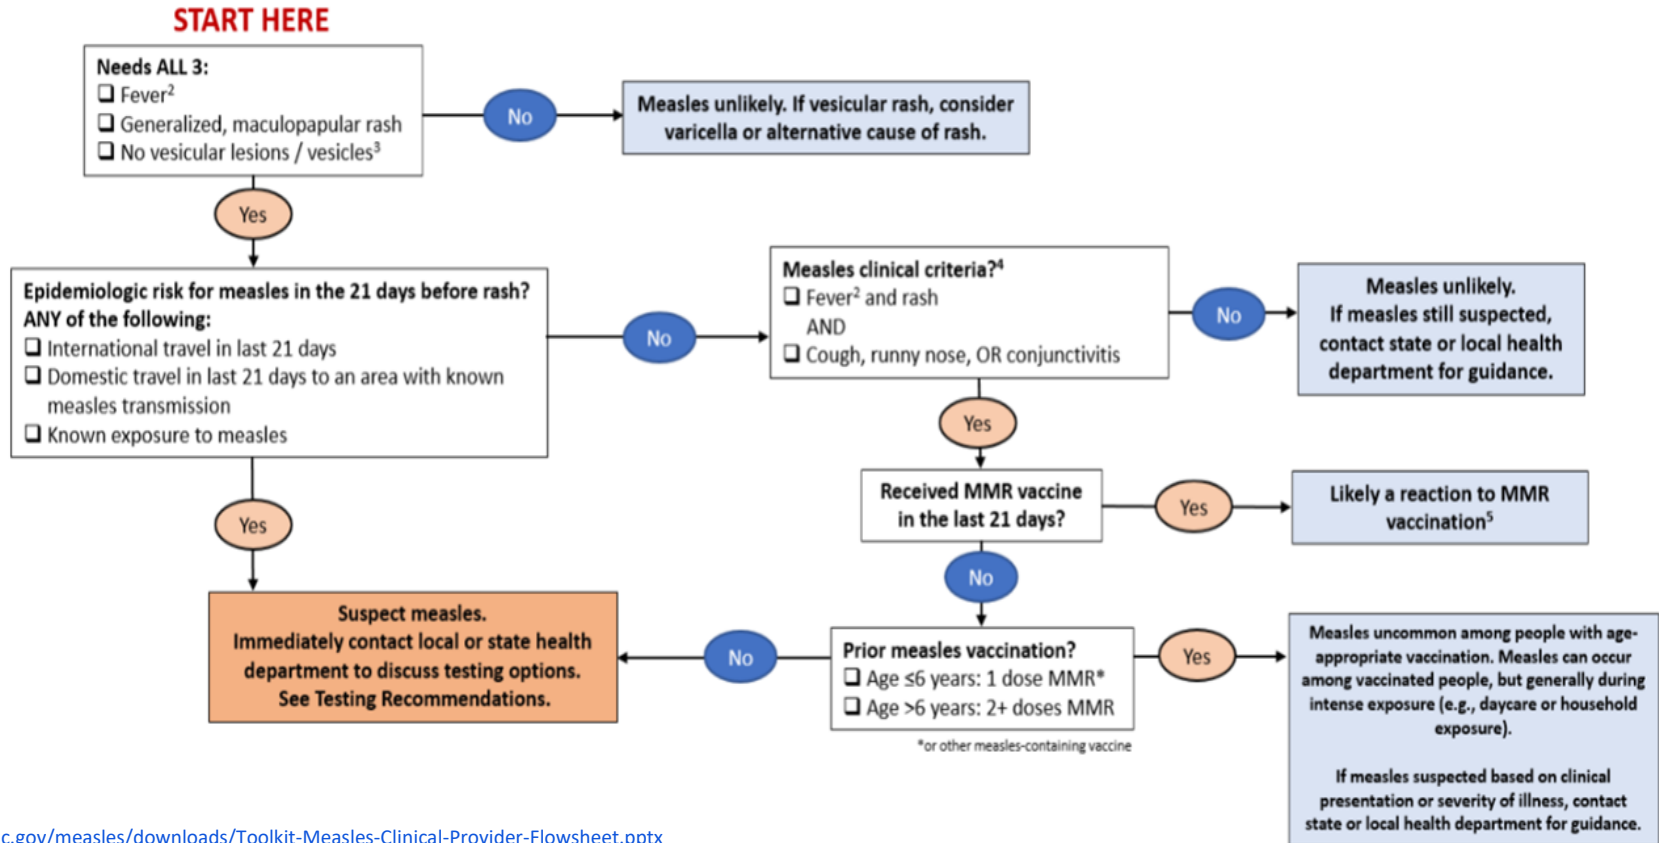 START HERE
Needs ALL 3:
❑ Fever²
❑ Generalized, maculopapular rash
❑ No vesicular lesions / vesicles³
No
Measles unlikely. If vesicular rash, consider
varicella or alternative cause of rash.
Yes
Epidemiologic risk for measles in the 21 days before rash?
ANY of the following:
❑ International travel in last 21 days
❑ Domestic travel in last 21 days to an area with known
measles transmission
❑ Known exposure to measles
No
Measles clinical criteria?⁴
❑ Fever² and rash
AND
❑ Cough, runny nose, OR conjunctivitis
No
Measles unlikely.
If measles still suspected,
contact state or local health
department for guidance.
Yes
Received MMR vaccine
in the last 21 days?
Yes
Likely a reaction to MMR
vaccination⁵
Yes
No
Suspect measles.
Immediately contact local or state health
department to discuss testing options.
See Testing Recommendations.
No
Prior measles vaccination?
❑ Age ≤6 years: 1 dose MMR*
❑ Age >6 years: 2+ doses MMR
*or other measles-containing vaccine
Yes
Measles uncommon among people with age-
appropriate vaccination. Measles can occur
among vaccinated people, but generally during
intense exposure (e.g., daycare or household
exposure).
If measles suspected based on clinical
presentation or severity of illness, contact
state or local health department for guidance.
c.gov/measles/downloads/Toolkit-Measles-Clinical-Provider-Flowsheet.pptx